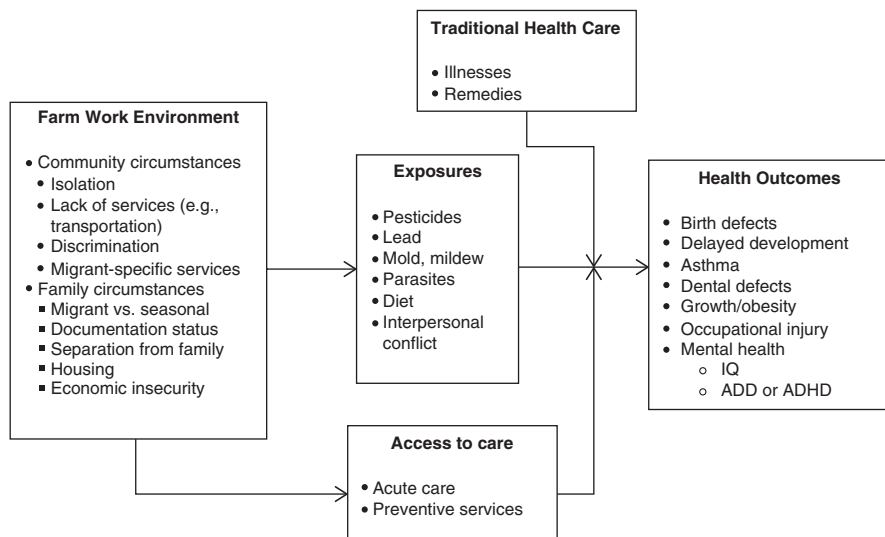 Traditional Health Care
• Illnesses
• Remedies
Farm Work Environment
• Community circumstances
• Isolation
• Lack of services (e.g.,
transportation)
• Discrimination
• Migrant-specific services
• Family circumstances
▪ Migrant vs. seasonal
▪ Documentation status
▪ Separation from family
▪ Housing
▪ Economic insecurity
Exposures
• Pesticides
• Lead
• Mold, mildew
• Parasites
• Diet
• Interpersonal
conflict
Access to care
• Acute care
• Preventive services
Health Outcomes
• Birth defects
• Delayed development
• Asthma
• Dental defects
• Growth/obesity
• Occupational injury
• Mental health
○ IQ
○ ADD or ADHD